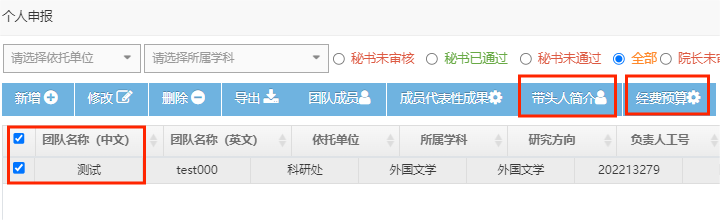 个人申报
请选择依托单位 请选择所属学科 秘书未审核 秘书已通过 秘书未通过 全部 院长未审
新增 修改 删除 导出 团队成员 成员代表性成果 带头人简介 经费预算
团队名称（中文） 团队名称（英文） 依托单位 所属学科 研究方向 负责人工号
测试 test000 科研处 外国文学 外国文学 202213279